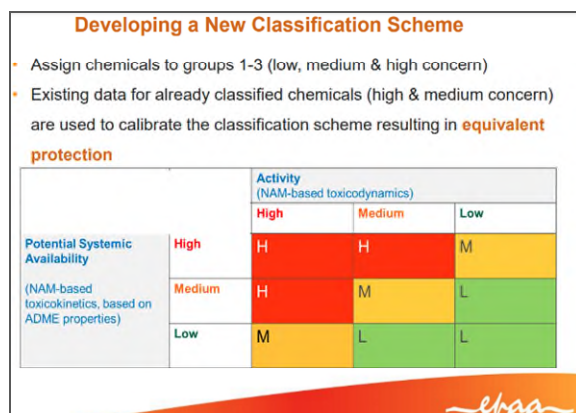 Developing a New Classification Scheme
• Assign chemicals to groups 1-3 (low, medium & high concern)
• Existing data for already classified chemicals (high & medium concern)
are used to calibrate the classification scheme resulting in equivalent
protection
Activity
(NAM-based toxicodynamics)
High Medium Low
Potential Systemic
Availability
(NAM-based
toxicokinetics, based on
ADME properties)
High H H M
Medium H M L
Low M L L
epaa